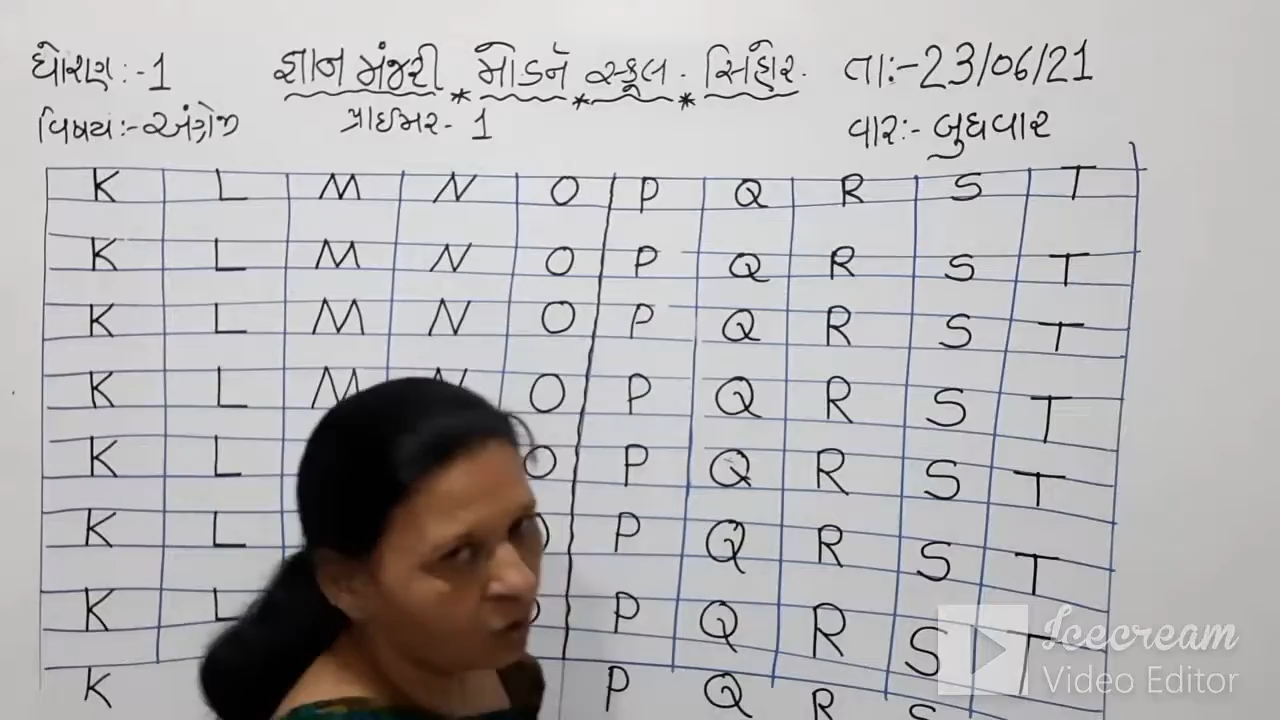 ધોરણ:-1 જ્ઞાન મંજરી * મોડર્ન * સ્કૂલ * સિહોર. તા:-23/06/21
વિષય:-અંગ્રેજી પ્રાઇમર-1 વાર:- બુધવાર
K L M N O P Q R S T
K L M N O P Q R S T
K L M N O P Q R S T
K L M N O P Q R S T
K L O P Q R S T
K L O P Q R S T
K L O P Q R S T
K P Q R S
Icecream
Video Editor